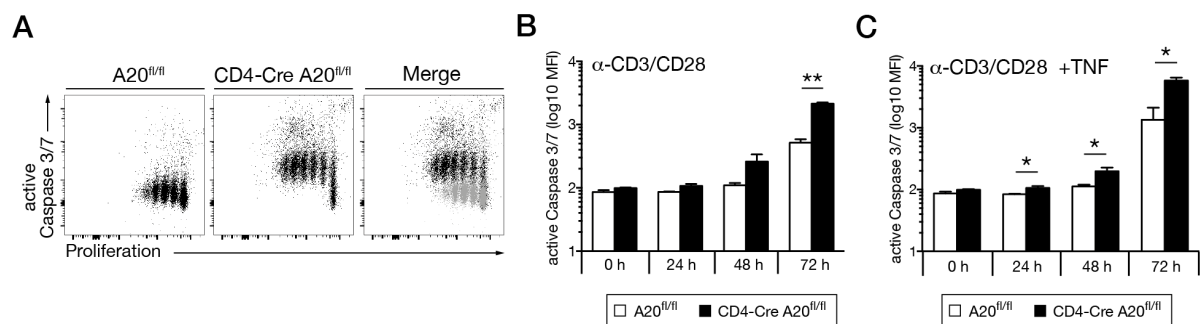 A
A20fl/fl
CD4-Cre A20fl/fl
Merge
active
Caspase 3/7
Proliferation
B
active Caspase 3/7 (log10 MFI)
α-CD3/CD28
4
3
2
1
**
0 h
24 h
48 h
72 h
A20fl/fl
CD4-Cre A20fl/fl
C
active Caspase 3/7 (log10 MFI)
α-CD3/CD28 +TNF
4
3
2
1
*
*
*
0 h
24 h
48 h
72 h
A20fl/fl
CD4-Cre A20fl/fl